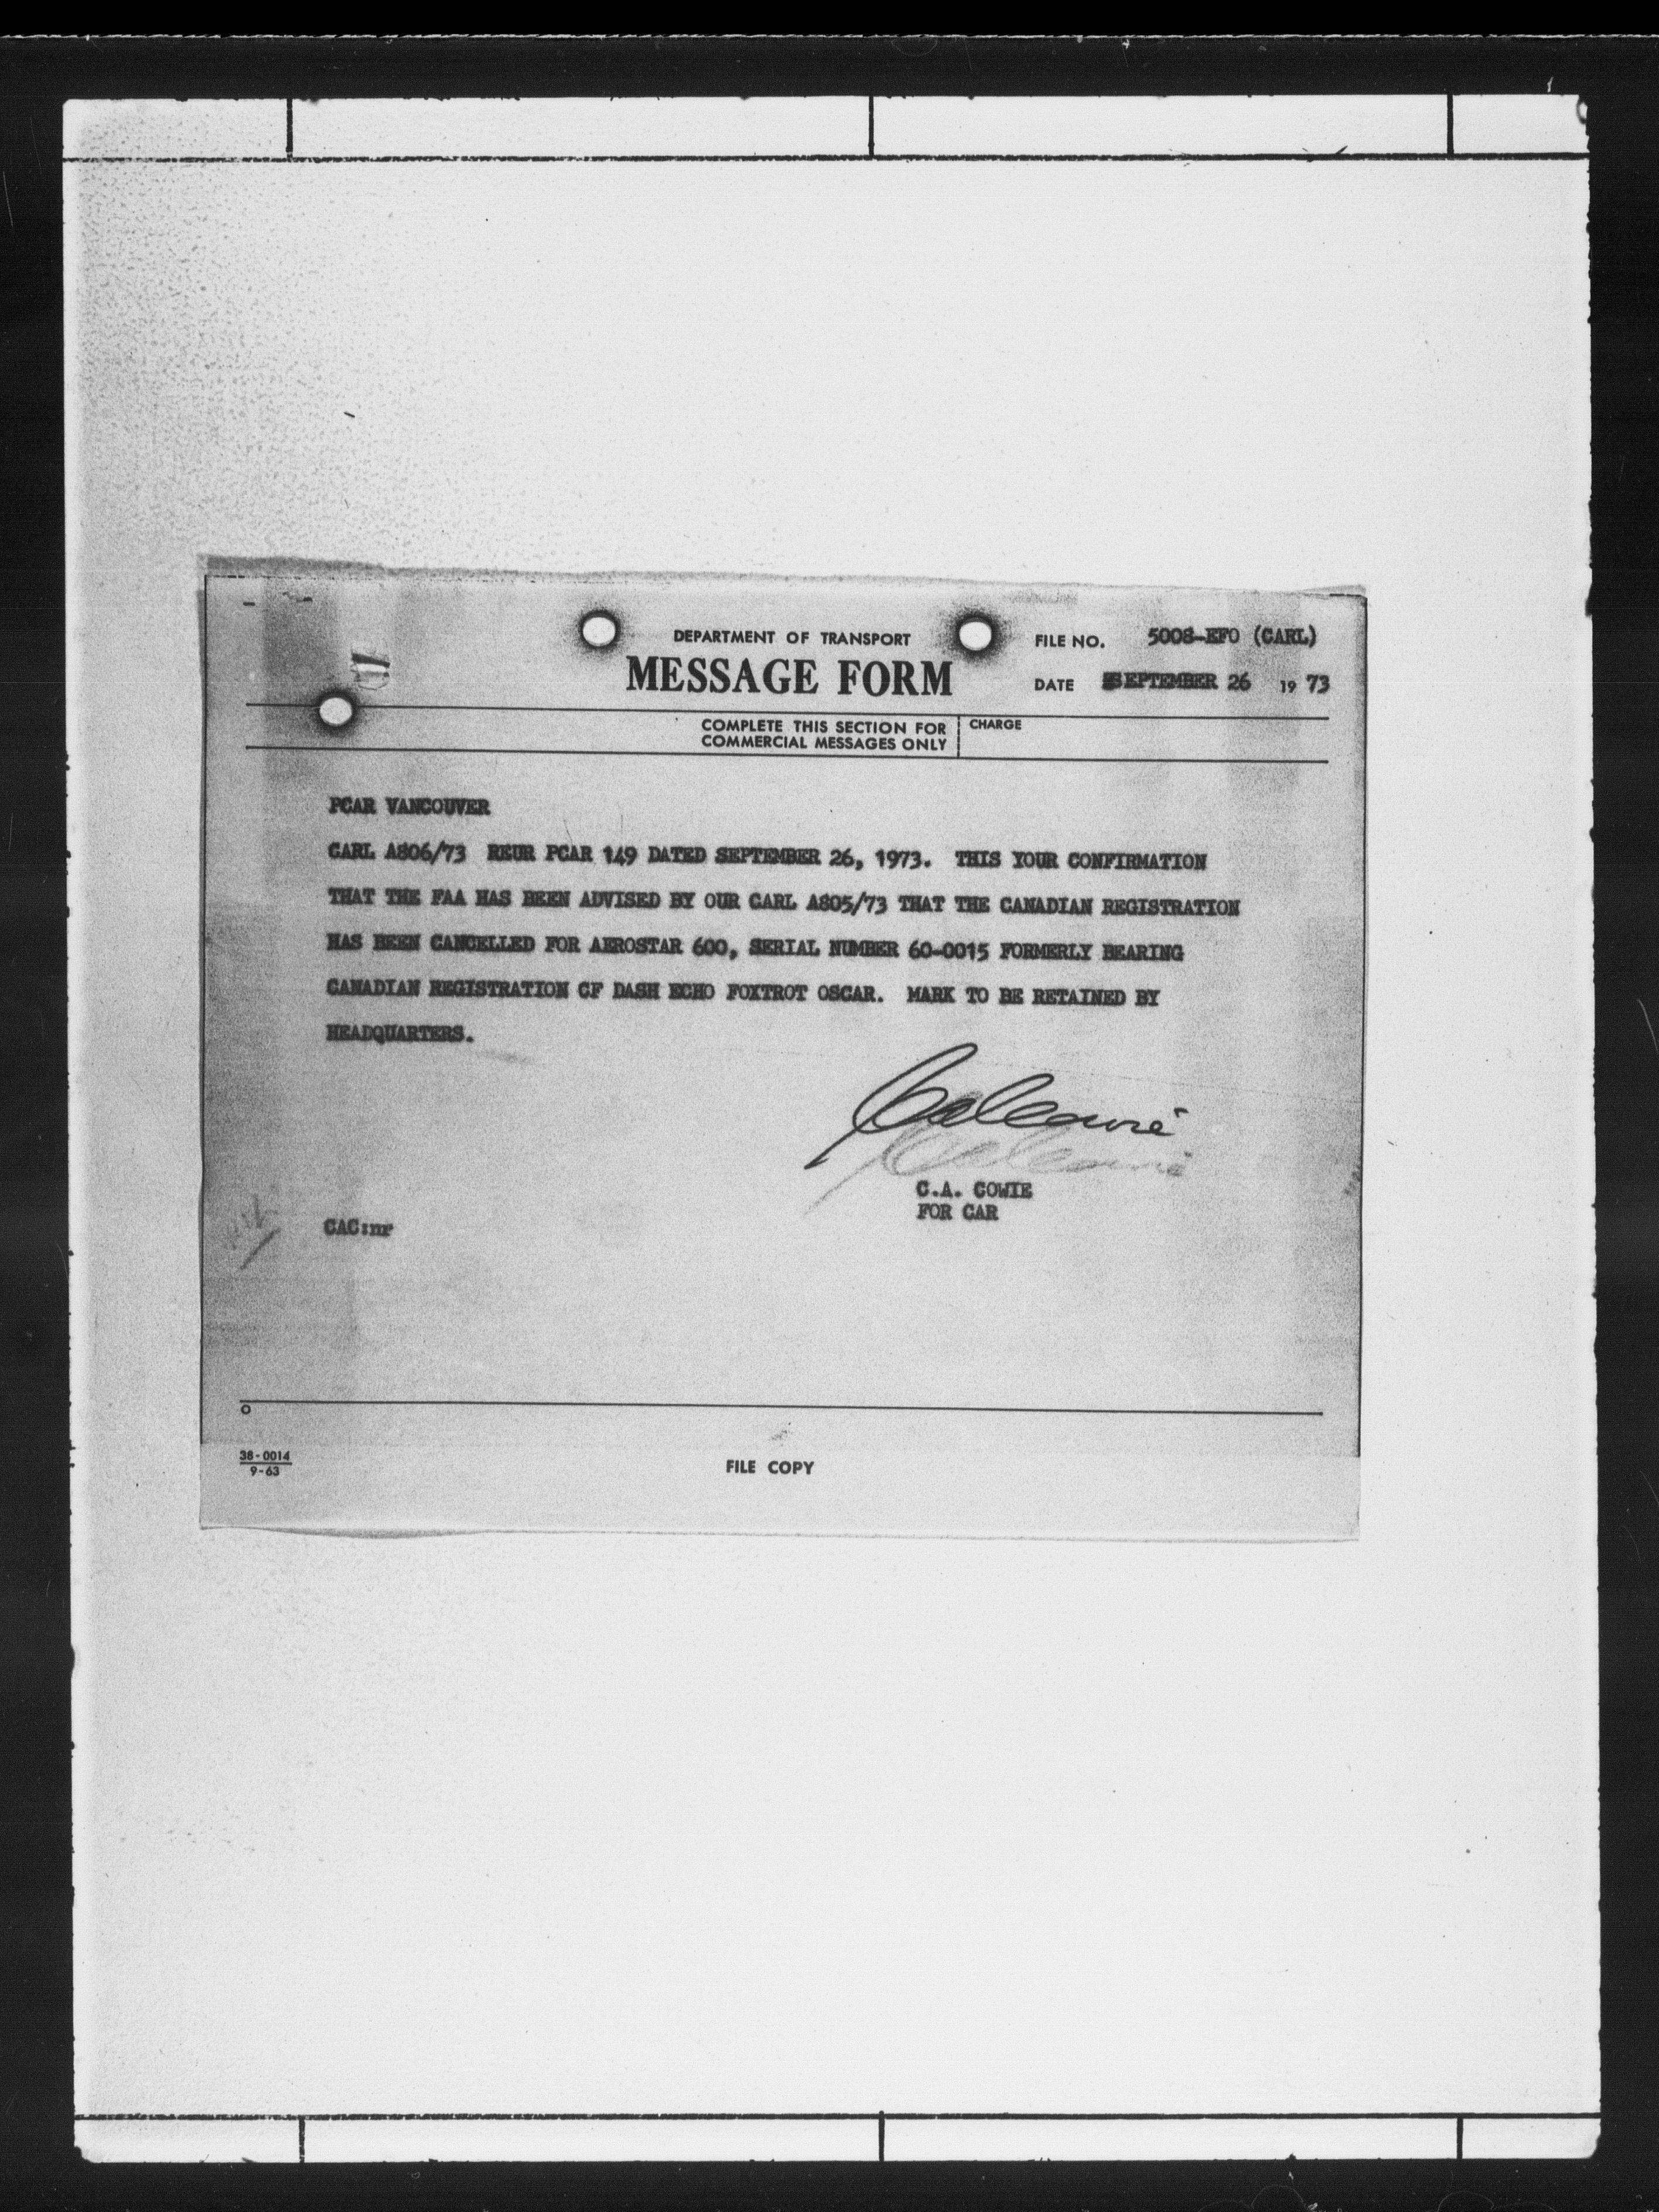 DEPARTMENT OF TRANSPORT
MESSAGE FORM
FILE NO. 5008-EFO (CARL)
DATE SEPTEMBER 26 19 73
COMPLETE THIS SECTION FOR
COMMERCIAL MESSAGES ONLY
CHARGE
PCAR VANCOUVER
CARL A806/73 REUR PCAR 149 DATED SEPTEMBER 26, 1973. THIS YOUR CONFIRMATION
THAT THE FAA HAS BEEN ADVISED BY OUR CARL A805/73 THAT THE CANADIAN REGISTRATION
HAS BEEN CANCELLED FOR AEROSTAR 600, SERIAL NUMBER 60-0015 FORMERLY BEARING
CANADIAN REGISTRATION CF DASH ECHO FOXTROT OSCAR. MARK TO BE RETAINED BY
HEADQUARTERS.
C.A. COWIE
FOR CAR
CAC:nr
38-0014
9-63
FILE COPY